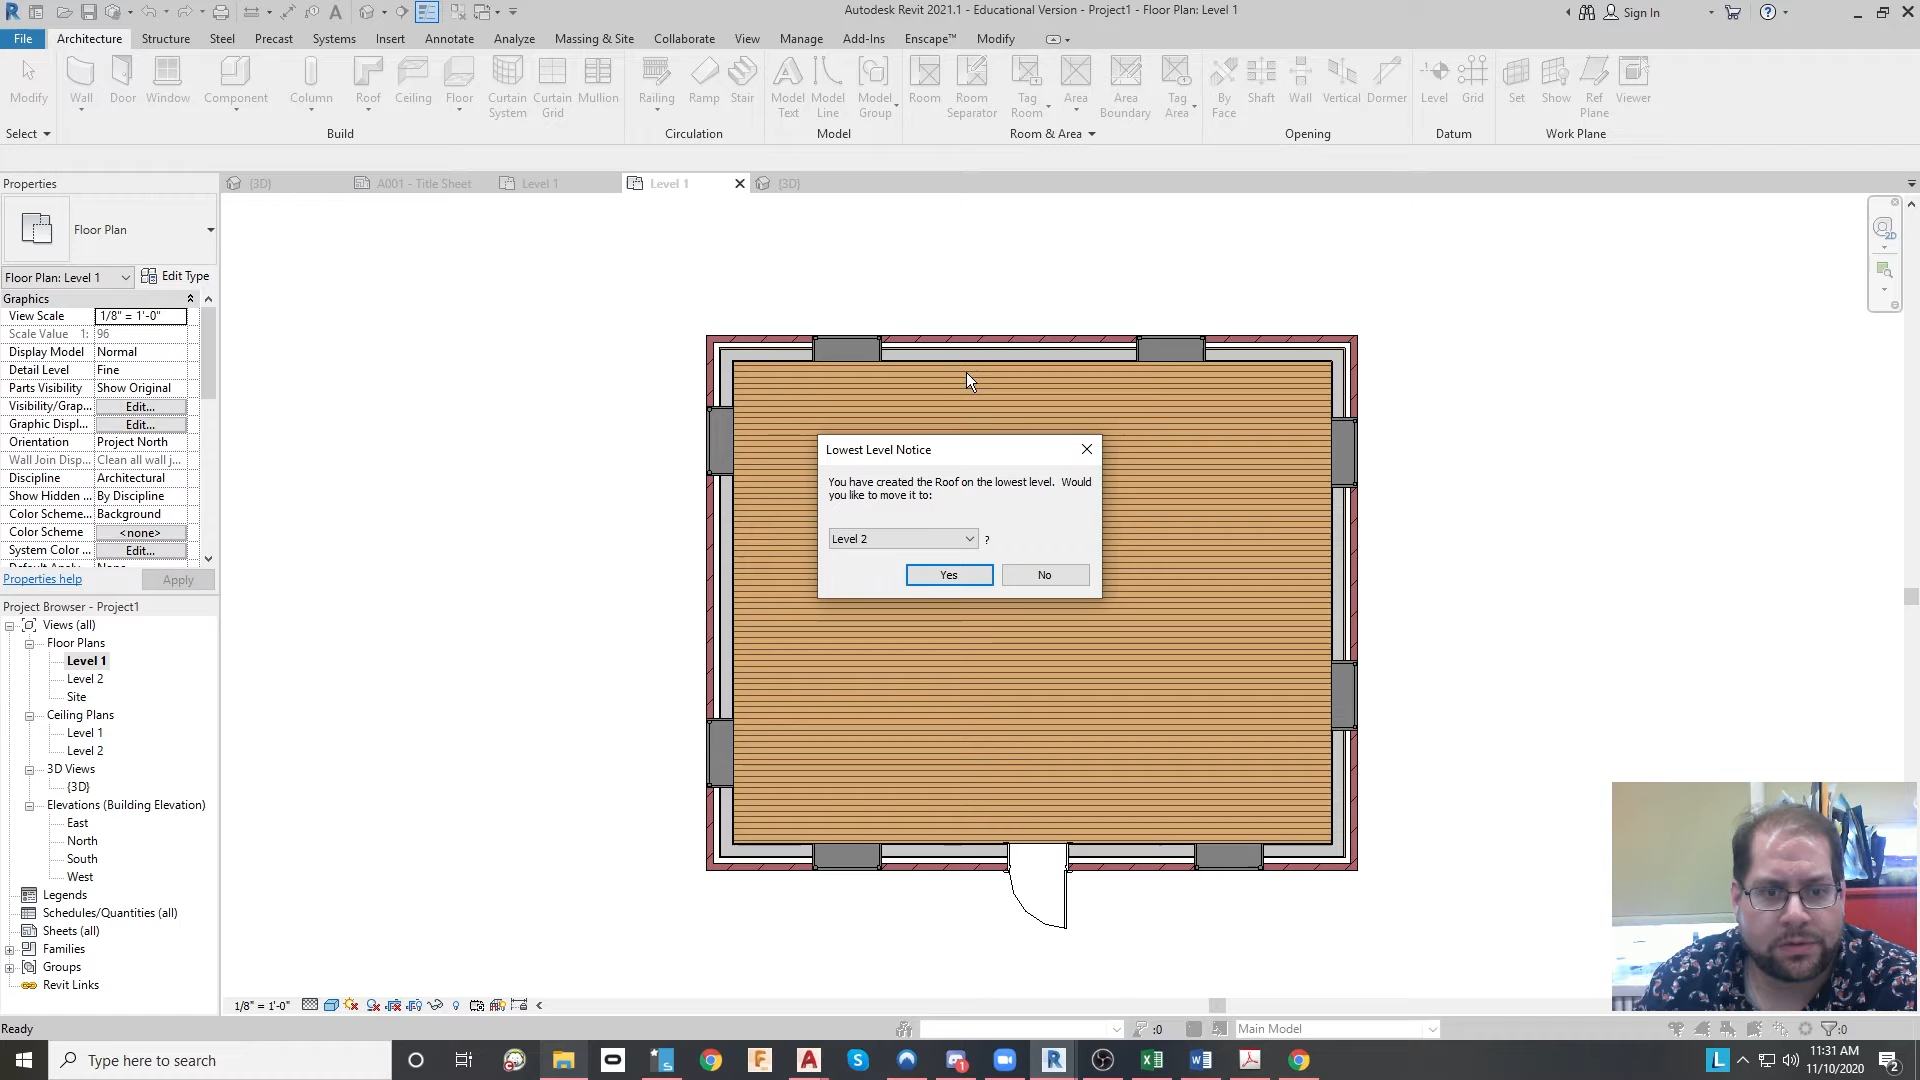 Autodesk Revit 2021.1 - Educational Version - Project1 - Floor Plan: Level 1
Sign In
File
Architecture
Structure
Steel
Precast
Systems
Insert
Annotate
Analyze
Massing & Site
Collaborate
View
Manage
Add-Ins
Enscape™
Modify
Modify
Wall
Door
Window
Component
Column
Roof
Ceiling
Floor
Curtain System
Curtain Grid
Mullion
Railing
Ramp
Stair
Model Text
Model Line
Model Group
Room
Room Separator
Tag Room
Area
Area Boundary
Tag Area
By Face
Shaft
Wall
Vertical
Dormer
Level
Grid
Set
Show
Ref Plane
Viewer
Select
Build
Circulation
Model
Room & Area
Opening
Datum
Work Plane
Properties
{3D}
A001 - Title Sheet
Level 1
Level 1
{3D}
Floor Plan
Floor Plan: Level 1
Edit Type
Graphics
View Scale 1/8" = 1'-0"
Scale Value 1: 96
Display Model Normal
Detail Level Fine
Parts Visibility Show Original
Visibility/Grap... Edit...
Graphic Displ... Edit...
Orientation Project North
Wall Join Disp... Clean all wall j...
Discipline Architectural
Show Hidden ... By Discipline
Color Scheme... Background
Color Scheme <none>
System Color ... Edit...
Properties help
Apply
Project Browser - Project1
Views (all)
Floor Plans
Level 1
Level 2
Site
Ceiling Plans
Level 1
Level 2
3D Views
{3D}
Elevations (Building Elevation)
East
North
South
West
Legends
Schedules/Quantities (all)
Sheets (all)
Families
Groups
Revit Links
Lowest Level Notice
You have created the Roof on the lowest level. Would
you like to move it to:
Level 2 ?
Yes
No
2D
1/8" = 1'-0"
Ready
:0
Main Model
:0
Type here to search
11:31 AM
11/10/2020